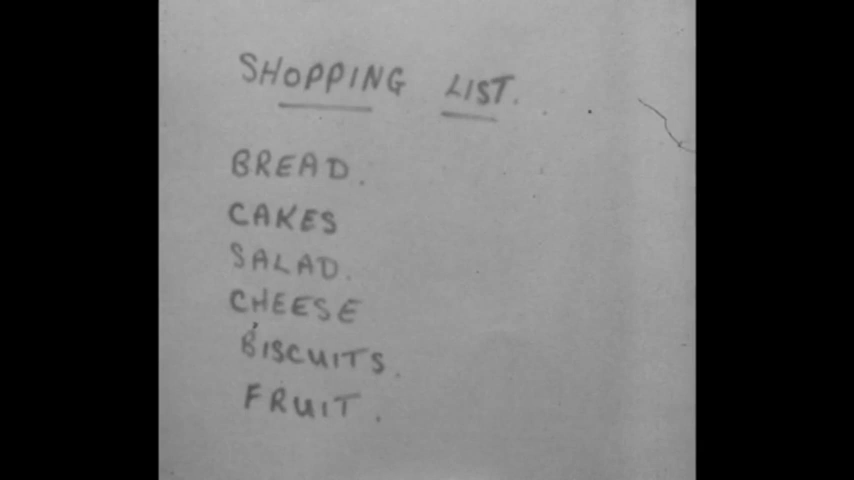 SHOPPING LIST.
BREAD.
CAKES
SALAD.
CHEESE
BISCUITS.
FRUIT.